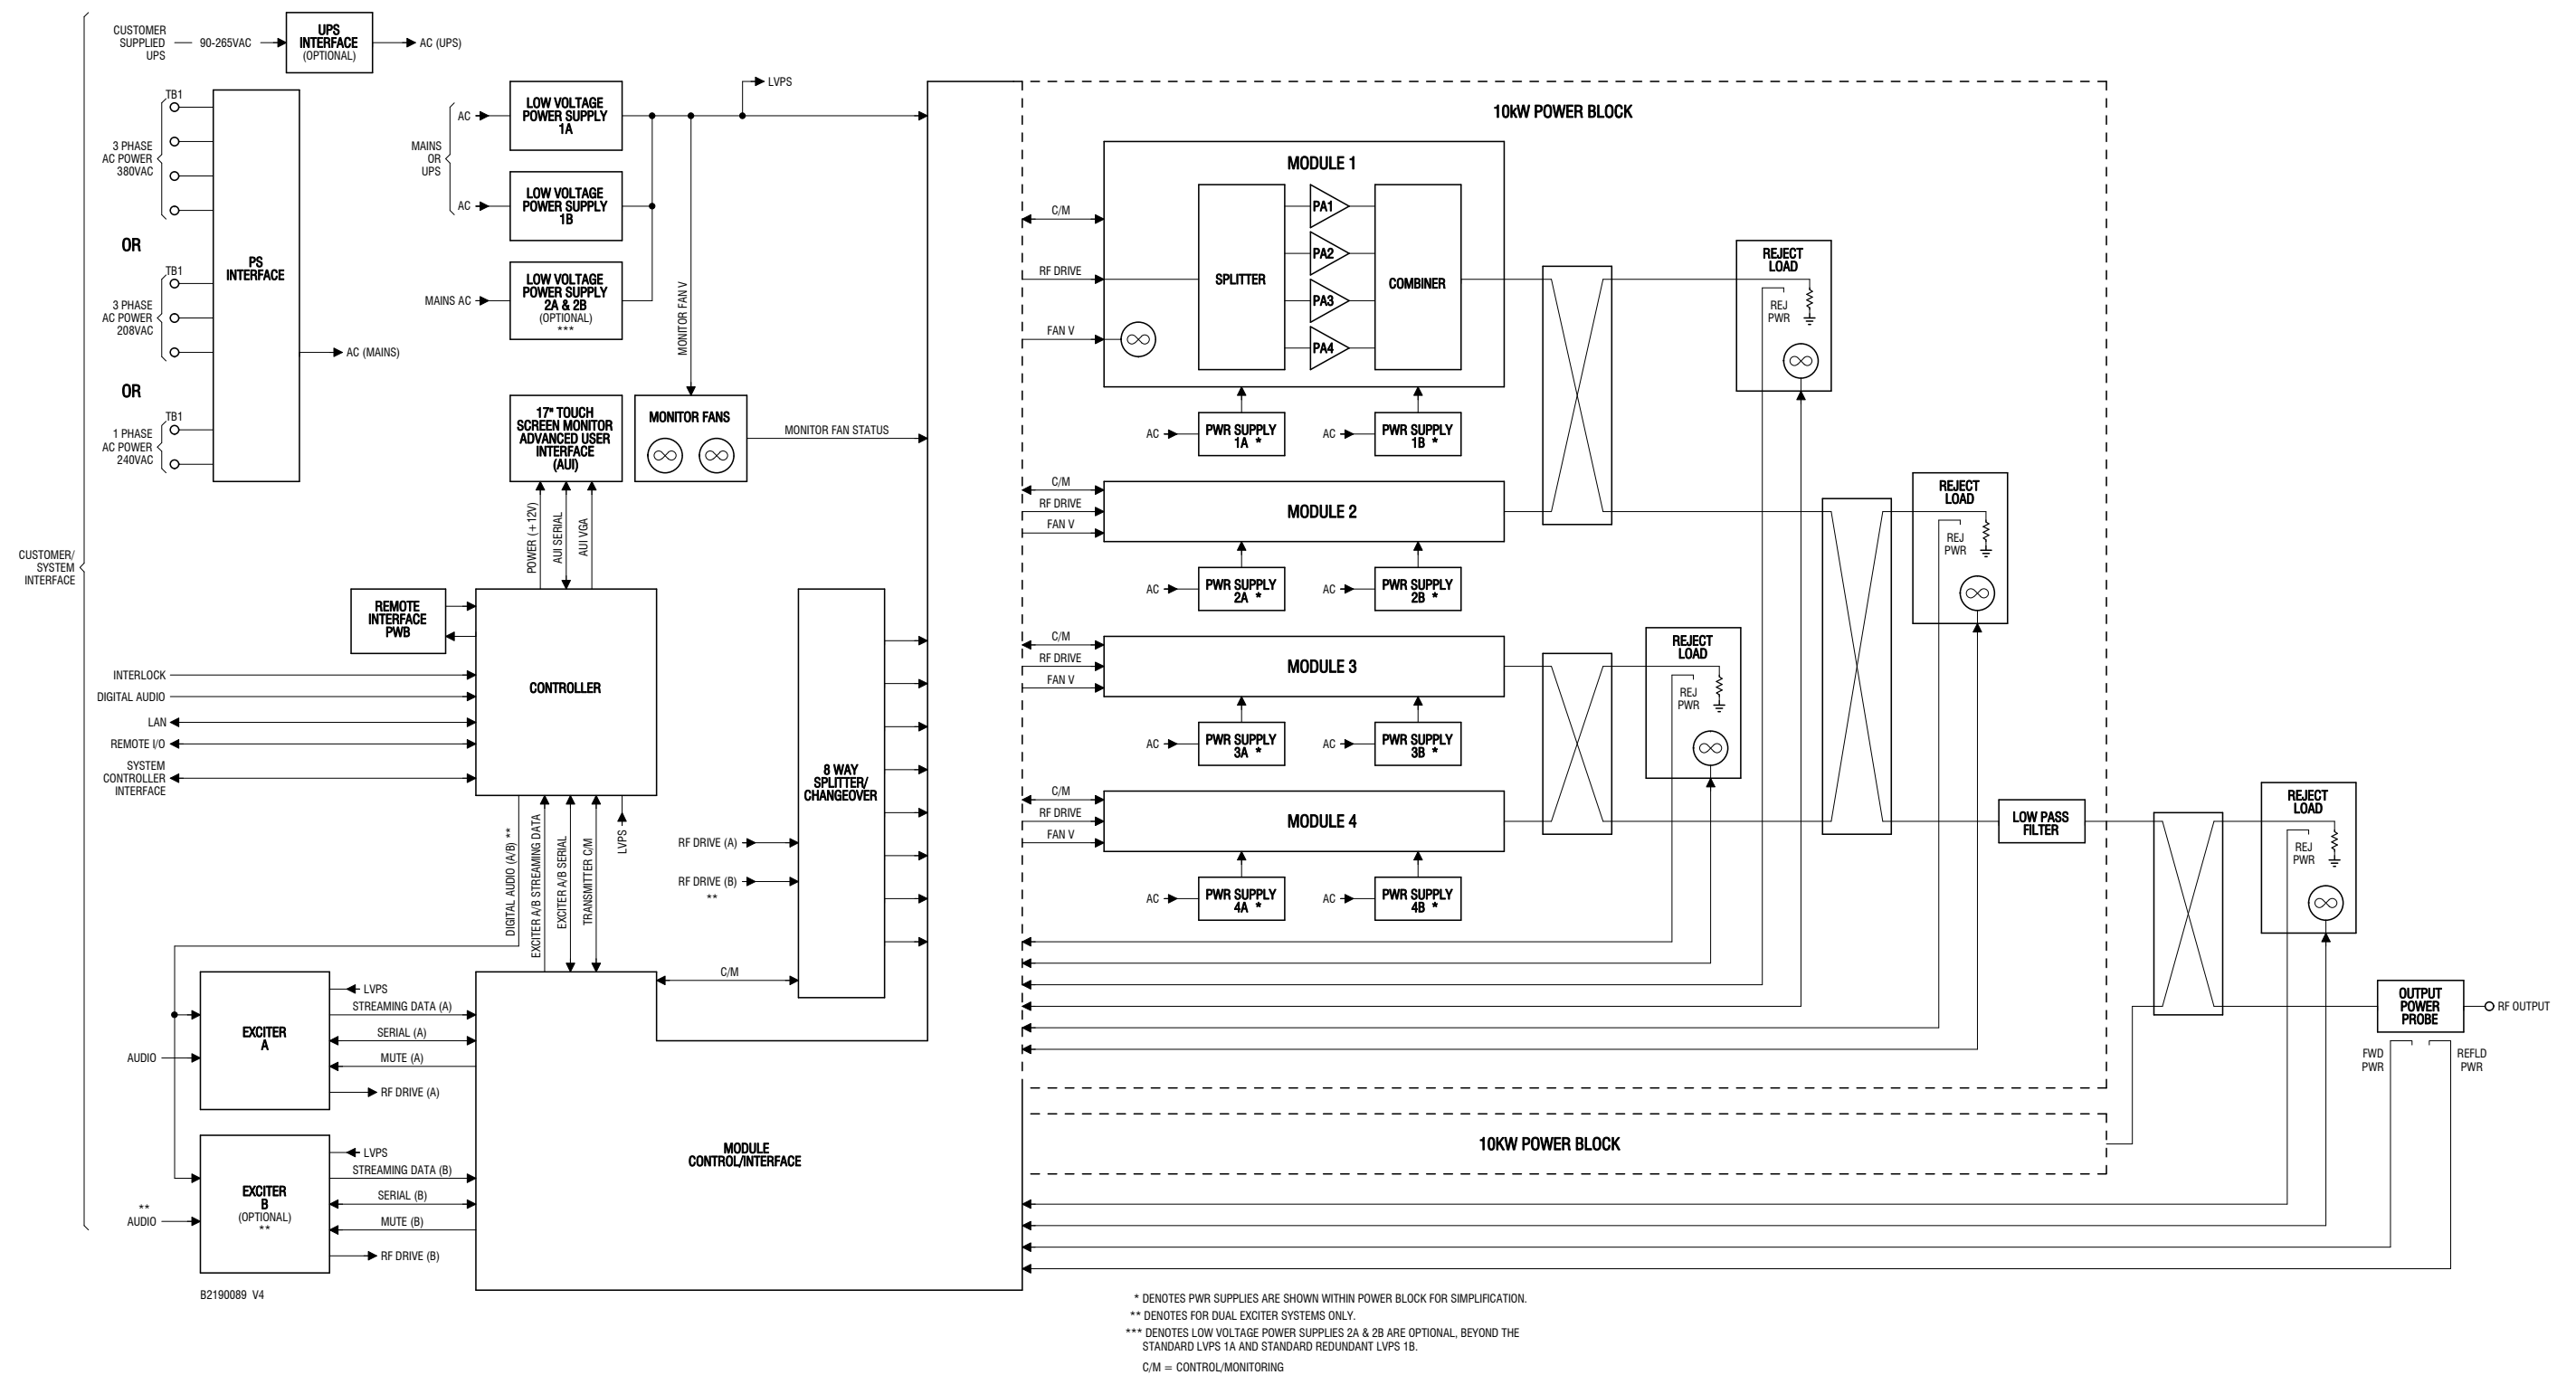 CUSTOMER
SUPPLIED
UPS
90-265VAC
UPS
INTERFACE
(OPTIONAL)
AC (UPS)
TB1
3 PHASE
AC POWER
380VAC
OR
TB1
3 PHASE
AC POWER
208VAC
OR
TB1
1 PHASE
AC POWER
240VAC
PS
INTERFACE
AC (MAINS)
MAINS
OR
UPS
AC
LOW VOLTAGE
POWER SUPPLY
1A
AC
LOW VOLTAGE
POWER SUPPLY
1B
MAINS AC
LOW VOLTAGE
POWER SUPPLY
2A & 2B
(OPTIONAL)
***
LVPS
MONITOR FAN V
17" TOUCH
SCREEN MONITOR
ADVANCED USER
INTERFACE
(AUI)
MONITOR FANS
MONITOR FAN STATUS
POWER (+12V)
AUI SERIAL
AUI VGA
CUSTOMER/
SYSTEM
INTERFACE
REMOTE
INTERFACE
PWB
CONTROLLER
INTERLOCK
DIGITAL AUDIO
LAN
REMOTE I/O
SYSTEM
CONTROLLER
INTERFACE
DIGITAL AUDIO (A/B) **
EXCITER A/B STREAMING DATA
EXCITER A/B SERIAL
TRANSMITTER C/M
LVPS
8 WAY
SPLITTER/
CHANGEOVER
RF DRIVE (A)
RF DRIVE (B)
**
C/M
EXCITER
A
AUDIO
LVPS
STREAMING DATA (A)
SERIAL (A)
MUTE (A)
RF DRIVE (A)
EXCITER
B
(OPTIONAL)
**
**
AUDIO
LVPS
STREAMING DATA (B)
SERIAL (B)
MUTE (B)
RF DRIVE (B)
B2190089 V4
MODULE
CONTROL/INTERFACE
10kW POWER BLOCK
MODULE 1
C/M
RF DRIVE
FAN V
SPLITTER
PA1
PA2
PA3
PA4
COMBINER
AC
PWR SUPPLY
1A *
AC
PWR SUPPLY
1B *
C/M
RF DRIVE
FAN V
MODULE 2
AC
PWR SUPPLY
2A *
AC
PWR SUPPLY
2B *
C/M
RF DRIVE
FAN V
MODULE 3
AC
PWR SUPPLY
3A *
AC
PWR SUPPLY
3B *
C/M
RF DRIVE
FAN V
MODULE 4
AC
PWR SUPPLY
4A *
AC
PWR SUPPLY
4B *
REJECT
LOAD
REJ
PWR
REJECT
LOAD
REJ
PWR
REJECT
LOAD
REJ
PWR
LOW PASS
FILTER
REJECT
LOAD
REJ
PWR
OUTPUT
POWER
PROBE
RF OUTPUT
FWD
PWR
REFLD
PWR
10KW POWER BLOCK
* DENOTES PWR SUPPLIES ARE SHOWN WITHIN POWER BLOCK FOR SIMPLIFICATION.
** DENOTES FOR DUAL EXCITER SYSTEMS ONLY.
*** DENOTES LOW VOLTAGE POWER SUPPLIES 2A & 2B ARE OPTIONAL, BEYOND THE
STANDARD LVPS 1A AND STANDARD REDUNDANT LVPS 1B.
C/M = CONTROL/MONITORING